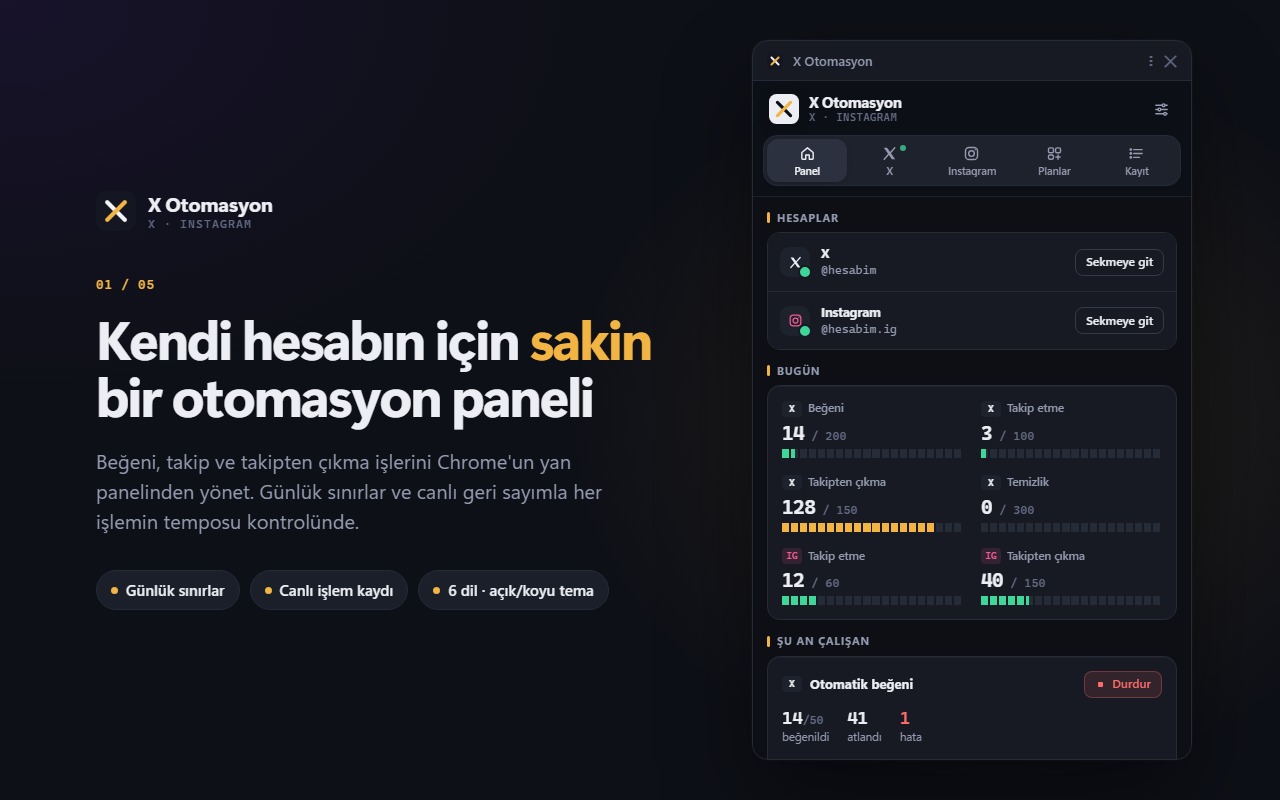 X Otomasyon
X · INSTAGRAM
01 / 05
Kendi hesabın için sakin
bir otomasyon paneli
Beğeni, takip ve takipten çıkma işlerini Chrome'un yan
panelinden yönet. Günlük sınırlar ve canlı geri sayımla her
işlemin temposu kontrolünde.
Günlük sınırlar
Canlı işlem kaydı
6 dil · açık/koyu tema
X Otomasyon
X Otomasyon
X · INSTAGRAM
Panel
X
Instagram
Planlar
Kayıt
HESAPLAR
X
@hesabim
Sekmeye git
Instagram
@hesabim.ig
Sekmeye git
BUGÜN
X Beğeni
14 / 200
X Takip etme
3 / 100
X Takipten çıkma
128 / 150
X Temizlik
0 / 300
IG Takip etme
12 / 60
IG Takipten çıkma
40 / 150
ŞU AN ÇALIŞAN
X Otomatik beğeni
Durdur
14/50 41 1
beğenildi atlandı hata